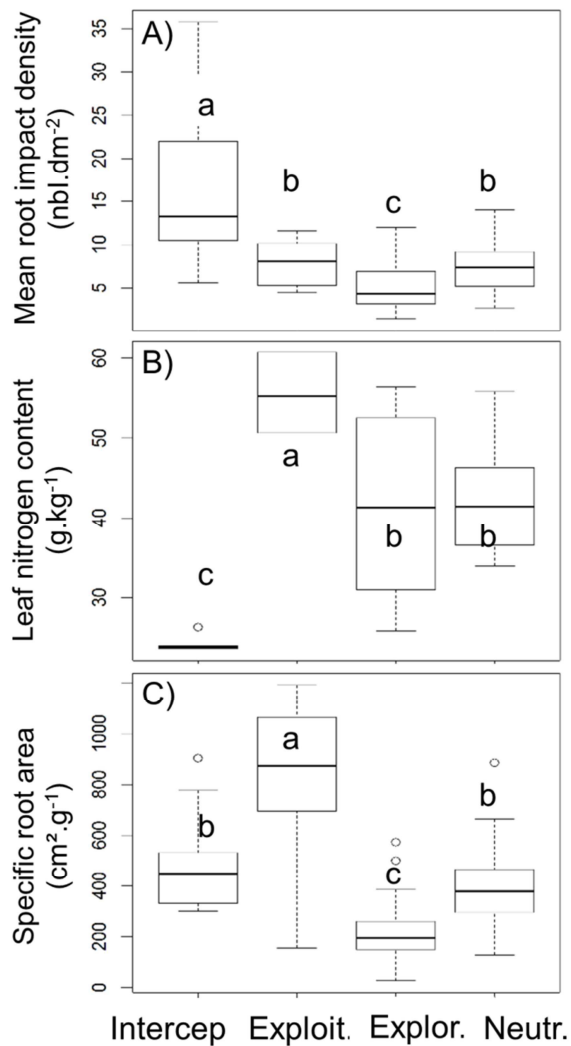 A)
Mean root impact density
(nbI.dm-2)
35
30
25
20
15
10
5
a
b
c
b
B)
Leaf nitrogen content
(g.kg-1)
60
50
40
30
c
a
b
b
C)
Specific root area
(cm².g-1)
1000
800
600
400
200
0
b
a
c
b
Intercep Exploit. Explor. Neutr.